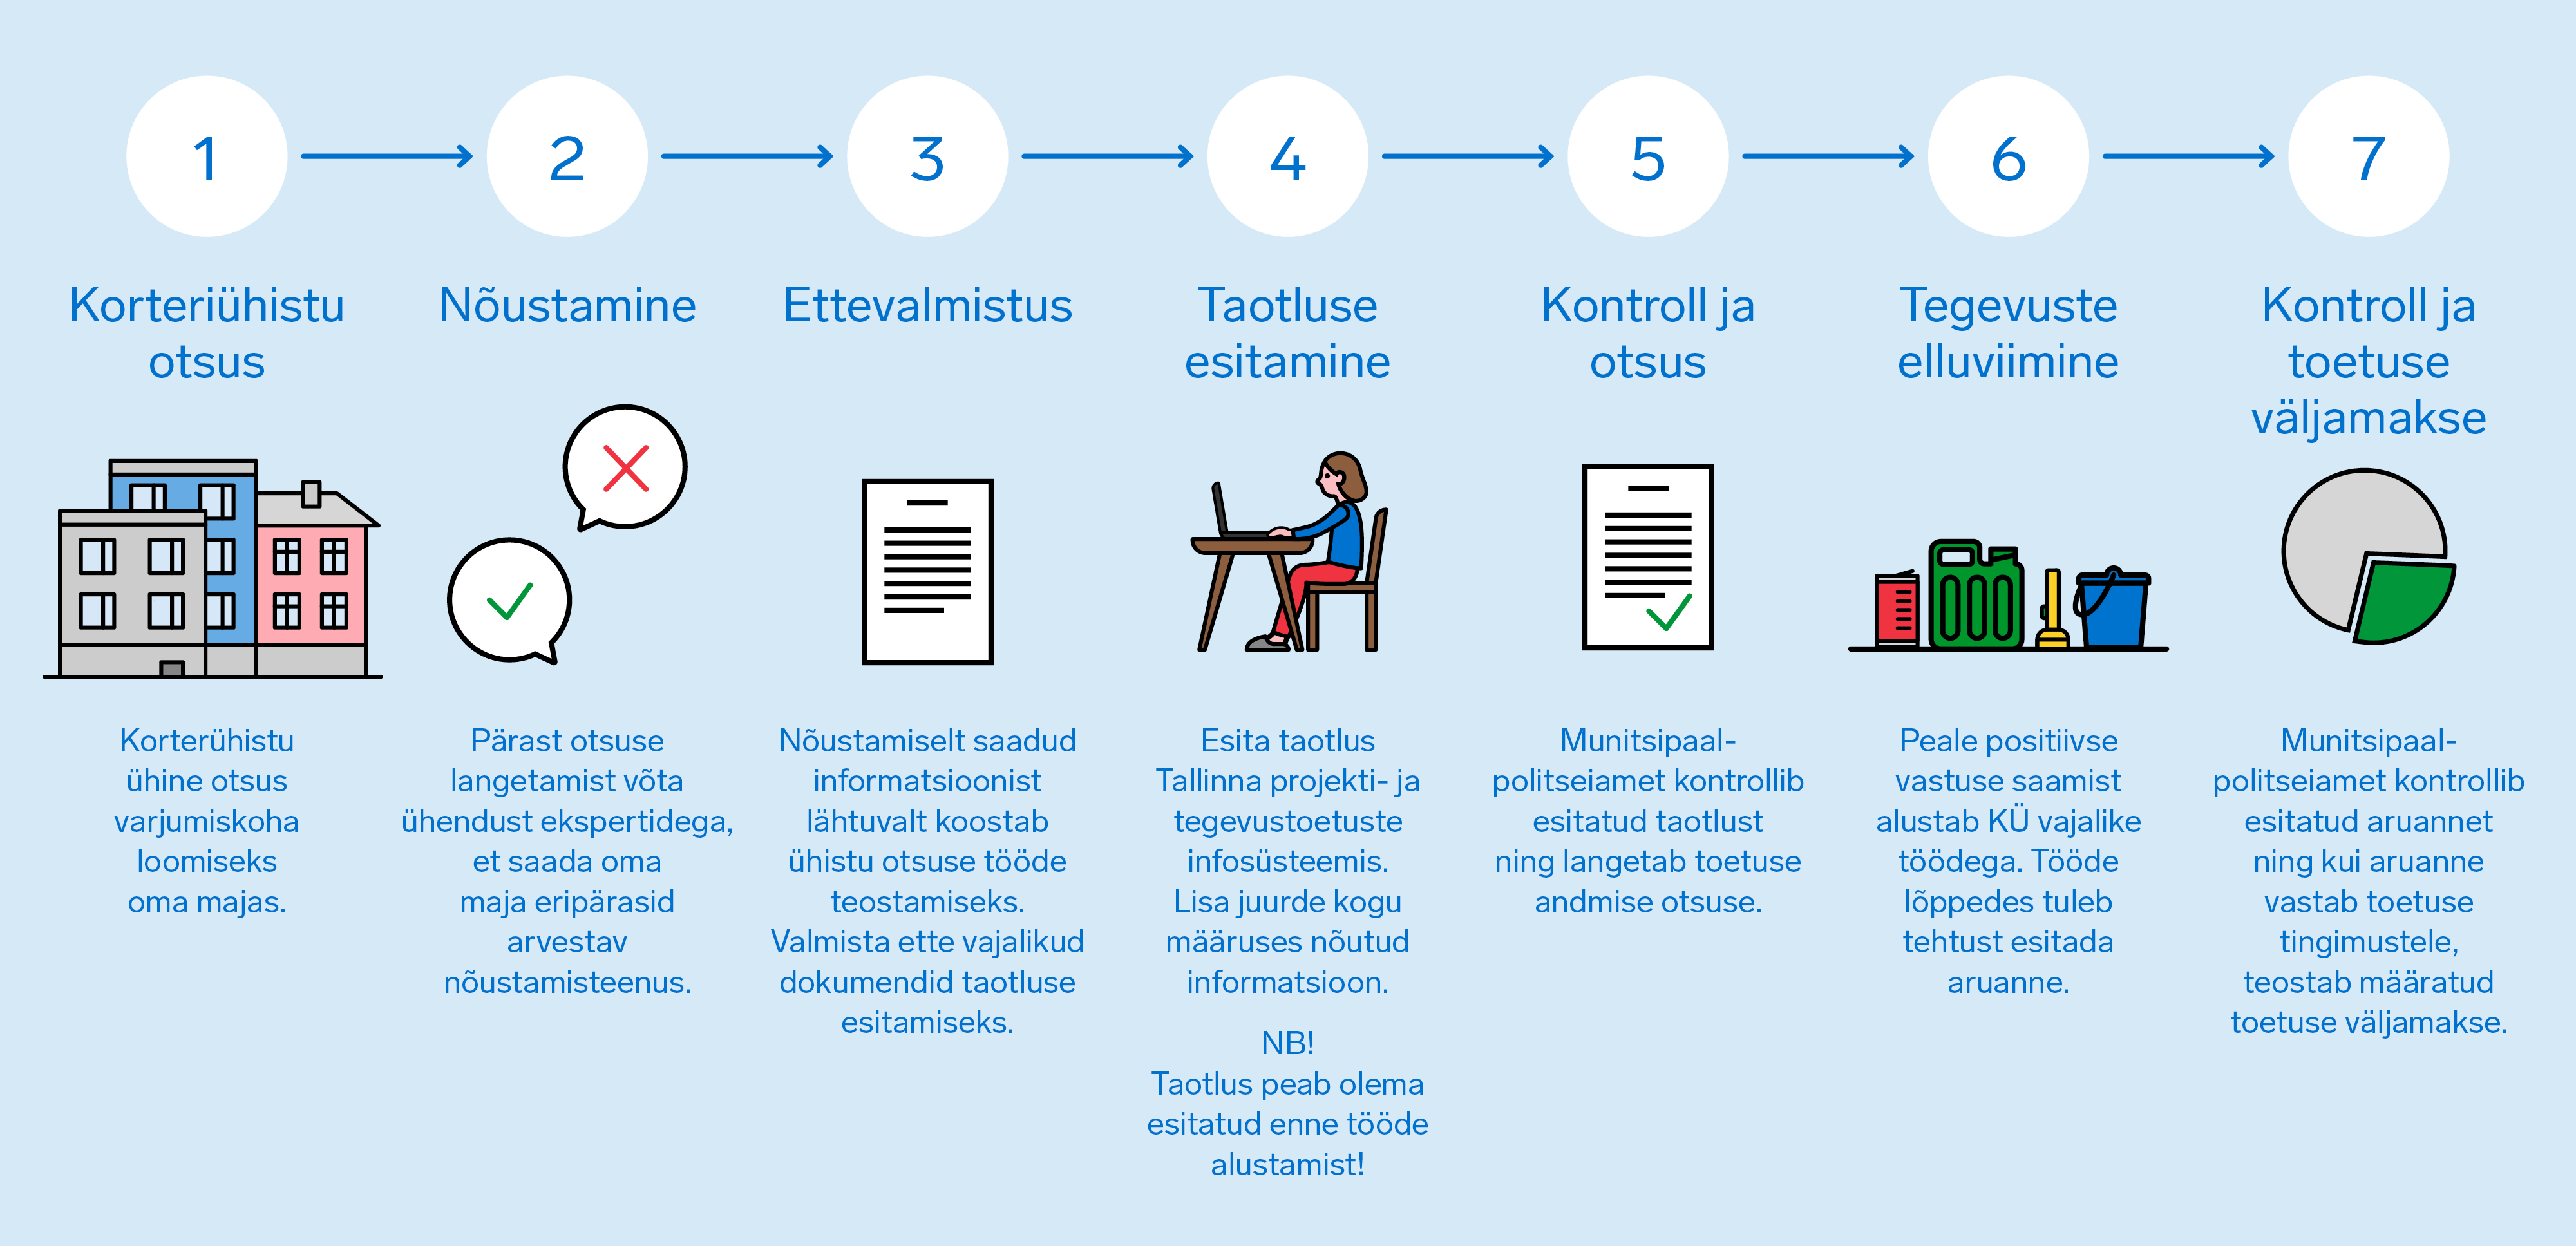 1
2
3
4
5
6
7
Korteriühistu
otsus
Nõustamine
Ettevalmistus
Taotluse
esitamine
Kontroll ja
otsus
Tegevuste
elluviimine
Kontroll ja
toetuse
väljamakse
Korterühistu
ühine otsus
varjumiskoha
loomiseks
oma majas.
Pärast otsuse
langetamist võta
ühendust ekspertidega,
et saada oma
maja eripärasid
arvestav
nõustamisteenus.
Nõustamiselt saadud
informatsioonist
lähtuvalt koostab
ühistu otsuse tööde
teostamiseks.
Valmista ette vajalikud
dokumendid taotluse
esitamiseks.
Esita taotlus
Tallinna projekti- ja
tegevustoetuste
infosüsteemis.
Lisa juurde kogu
määruses nõutud
informatsioon.
NB!
Taotlus peab olema
esitatud enne tööde
alustamist!
Munitsipaal-
politseiamet kontrollib
esitatud taotlust
ning langetab toetuse
andmise otsuse.
Peale positiivse
vastuse saamist
alustab KÜ vajalike
töödega. Tööde
lõppedes tuleb
tehtust esitada
aruanne.
Munitsipaal-
politseiamet kontrollib
esitatud aruannet
ning kui aruanne
vastab toetuse
tingimustele,
teostab määratud
toetuse väljamakse.